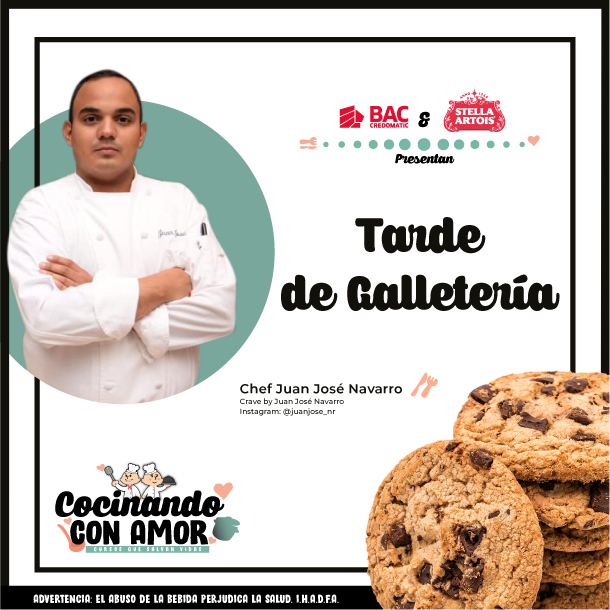 BAC
CREDOMATIC
&
STELLA
ARTOIS
Presentan
Tarde
de Galletería
Chef Juan José Navarro
Crave by Juan José Navarro
Instagram: @juanjose_nr
Cocinando
CON AMOR
CURSOS QUE SALVAN VIDAS
ADVERTENCIA: EL ABUSO DE LA BEBIDA PERJUDICA LA SALUD. I.H.A.D.F.A.